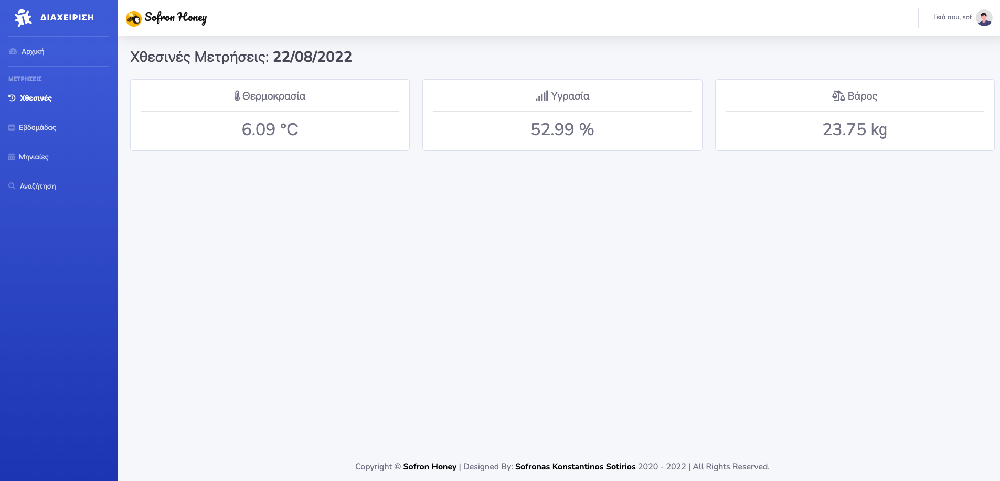 ΔΙΑΧΕΙΡΙΣΗ
Sofron Honey
Γειά σου, sof
Αρχική
ΜΕΤΡΗΣΕΙΣ
Χθεσινές
Εβδομάδας
Μηνιαίες
Αναζήτηση
Χθεσινές Μετρήσεις: 22/08/2022
Θερμοκρασία
6.09 °C
Υγρασία
52.99 %
Βάρος
23.75 kg
Copyright © Sofron Honey | Designed By: Sofronas Konstantinos Sotirios 2020 - 2022 | All Rights Reserved.